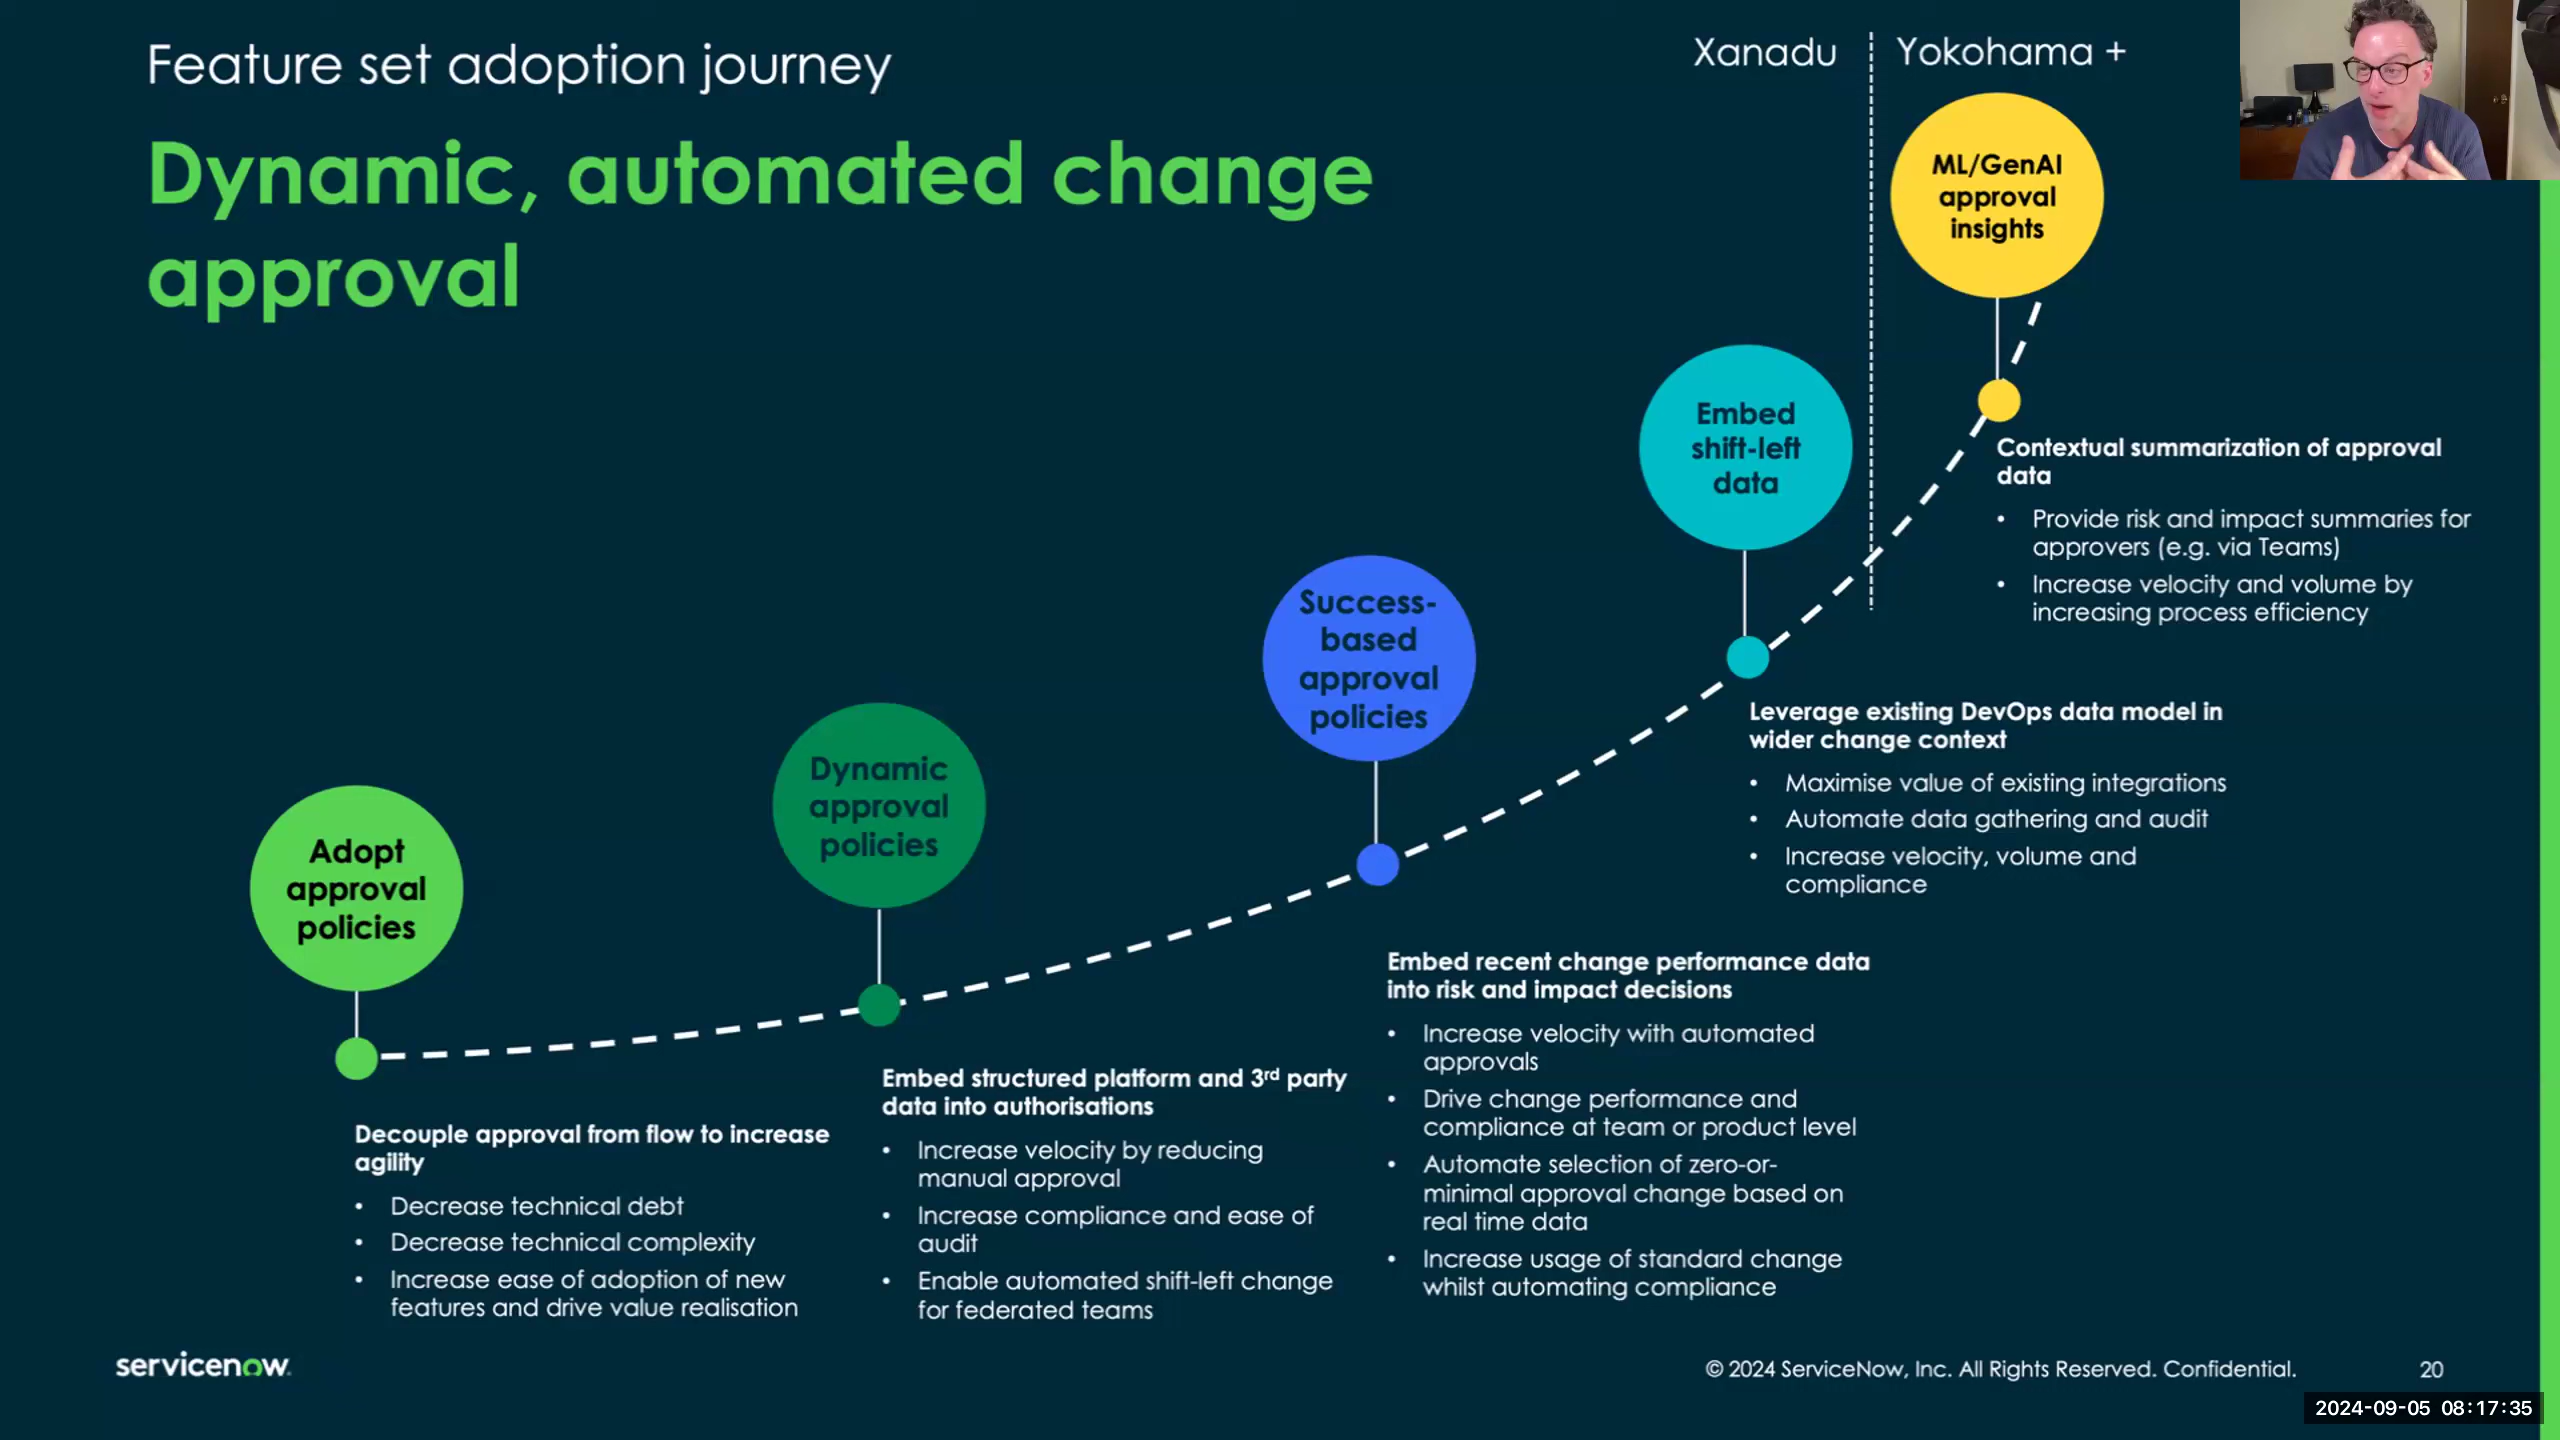 Feature set adoption journey
Dynamic, automated change
approval
Xanadu
Yokohama +
ML/GenAI
approval
insights
Contextual summarization of approval
data
• Provide risk and impact summaries for
approvers (e.g. via Teams)
• Increase velocity and volume by
increasing process efficiency
Embed
shift-left
data
Leverage existing DevOps data model in
wider change context
• Maximise value of existing integrations
• Automate data gathering and audit
• Increase velocity, volume and
compliance
Success-
based
approval
policies
Embed recent change performance data
into risk and impact decisions
• Increase velocity with automated
approvals
• Drive change performance and
compliance at team or product level
• Automate selection of zero-or-
minimal approval change based on
real time data
• Increase usage of standard change
whilst automating compliance
Dynamic
approval
policies
Embed structured platform and 3rd party
data into authorisations
• Increase velocity by reducing
manual approval
• Increase compliance and ease of
audit
• Enable automated shift-left change
for federated teams
Adopt
approval
policies
Decouple approval from flow to increase
agility
• Decrease technical debt
• Decrease technical complexity
• Increase ease of adoption of new
features and drive value realisation
servicenow
© 2024 ServiceNow, Inc. All Rights Reserved. Confidential.
20
2024-09-05 08:17:35